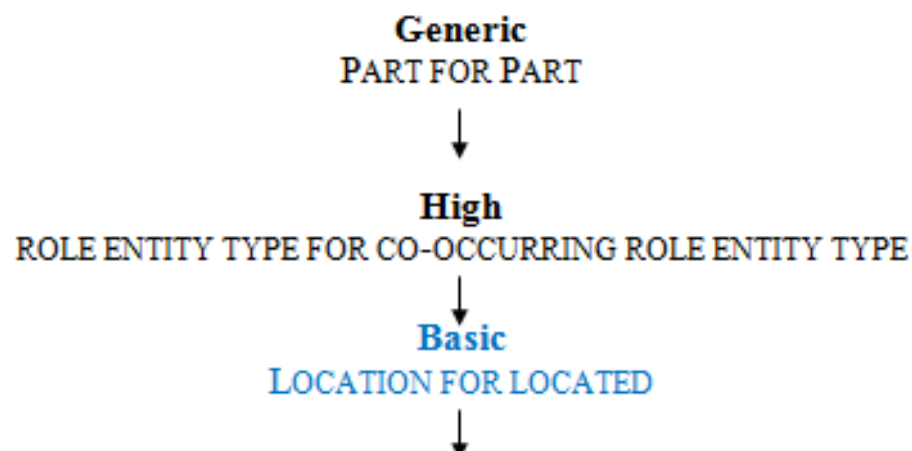 Generic
PART FOR PART
High
ROLE ENTITY TYPE FOR CO-OCCURRING ROLE ENTITY TYPE
Basic
LOCATION FOR LOCATED